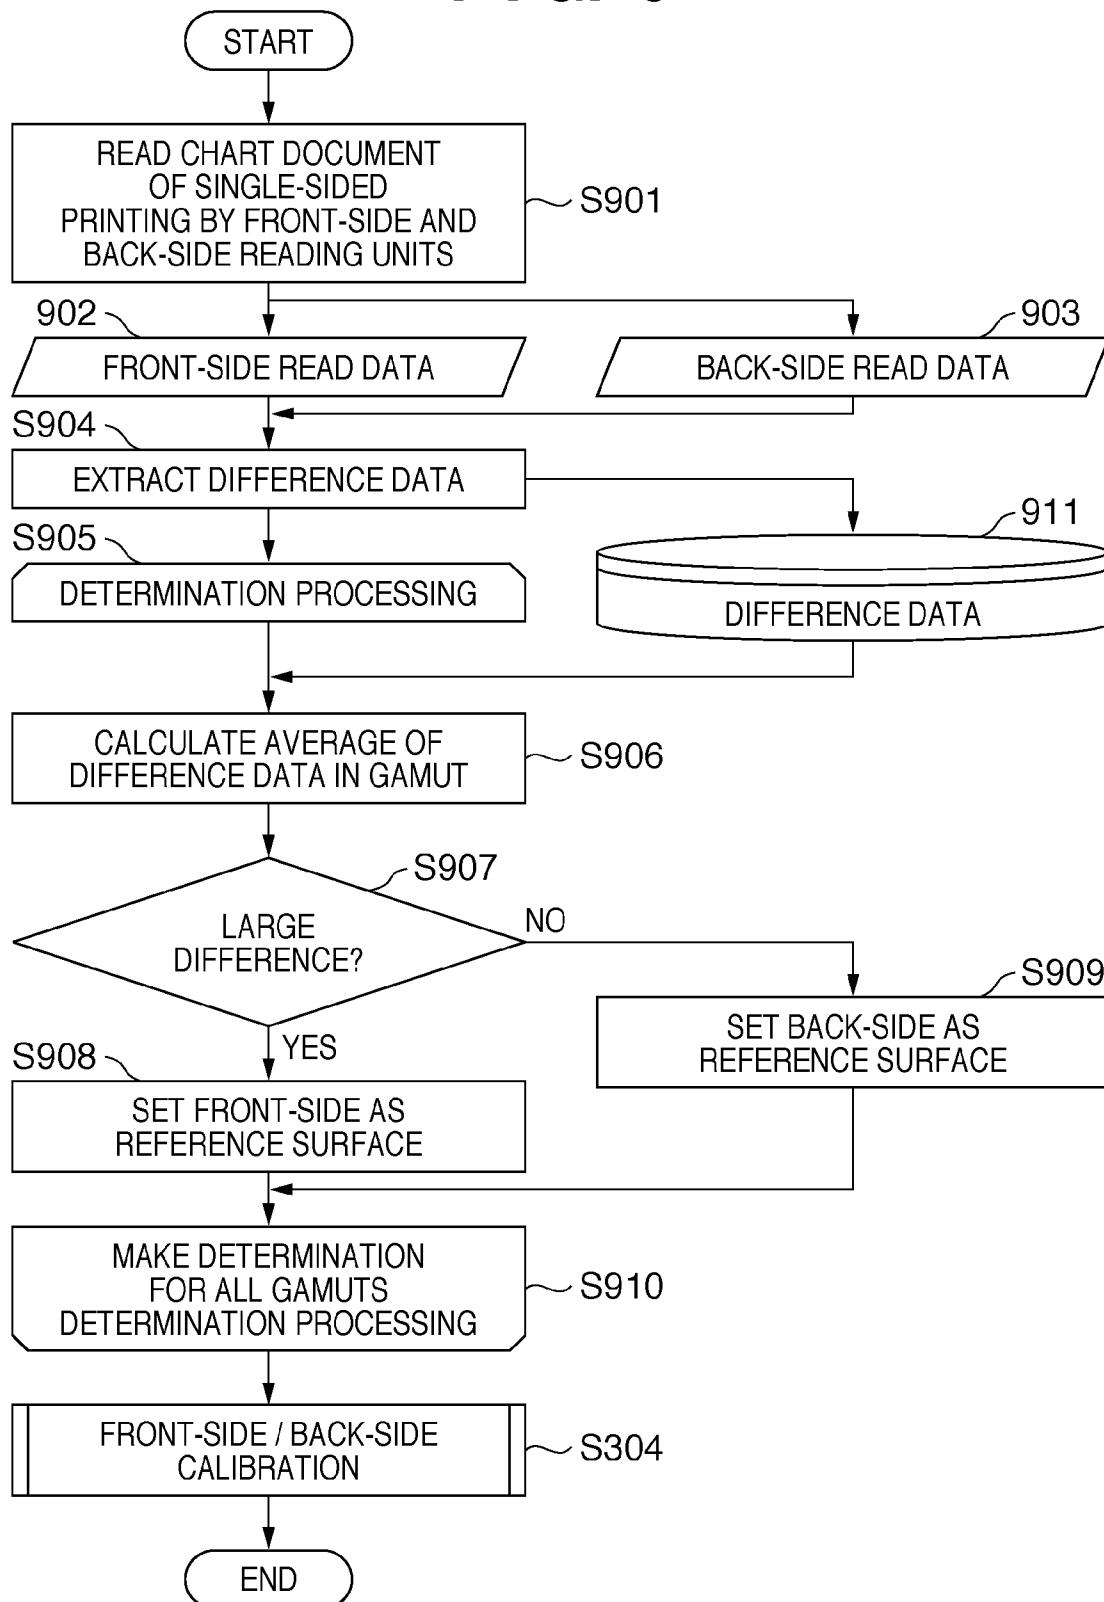 START
READ CHART DOCUMENT
OF SINGLE-SIDED
PRINTING BY FRONT-SIDE AND
BACK-SIDE READING UNITS
S901
902
903
FRONT-SIDE READ DATA
BACK-SIDE READ DATA
S904
EXTRACT DIFFERENCE DATA
911
S905
DETERMINATION PROCESSING
DIFFERENCE DATA
CALCULATE AVERAGE OF
DIFFERENCE DATA IN GAMUT
S906
S907
LARGE
DIFFERENCE?
NO
S909
SET BACK-SIDE AS
REFERENCE SURFACE
YES
S908
SET FRONT-SIDE AS
REFERENCE SURFACE
MAKE DETERMINATION
FOR ALL GAMUTS
DETERMINATION PROCESSING
S910
FRONT-SIDE / BACK-SIDE
CALIBRATION
S304
END